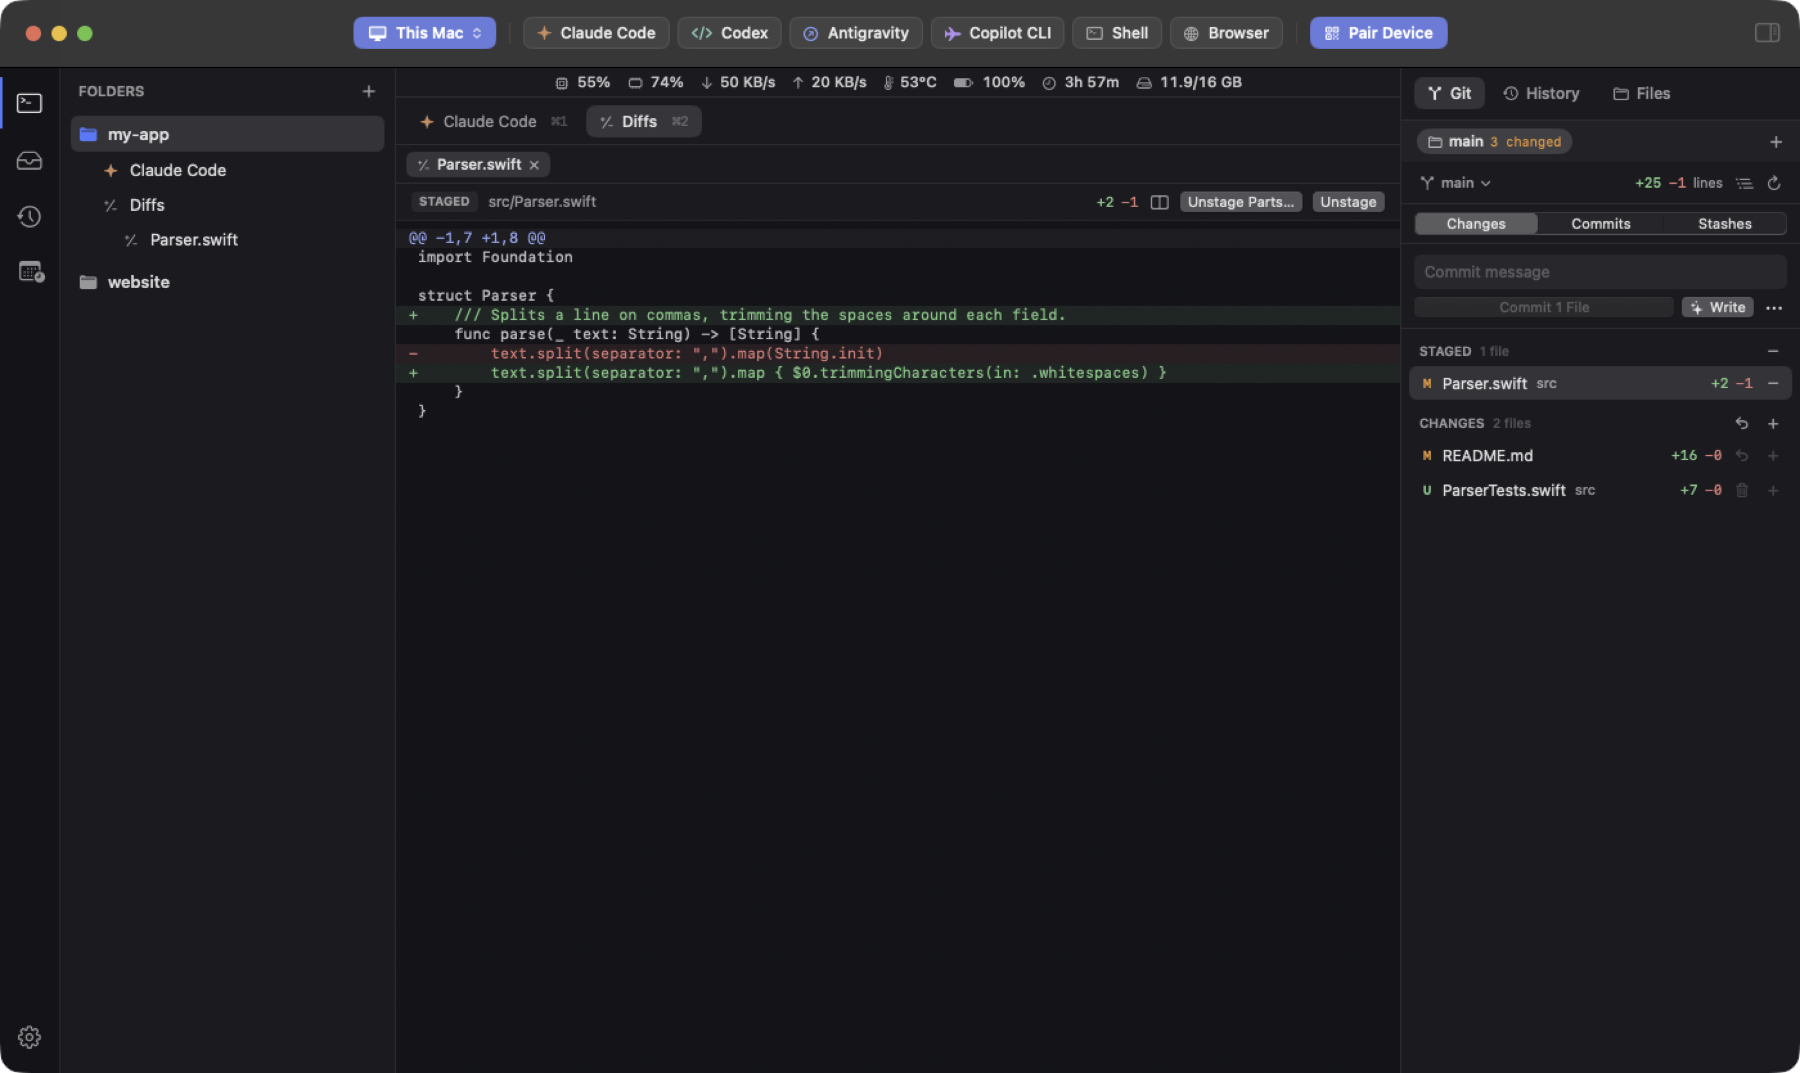 This Mac
Claude Code
Codex
Antigravity
Copilot CLI
Shell
Browser
Pair Device
FOLDERS
my-app
Claude Code
Diffs
Parser.swift
website
55% 74% 50 KB/s 20 KB/s 53°C 100% 3h 57m 11.9/16 GB
Claude Code ⌘1 Diffs ⌘2
Parser.swift
STAGED src/Parser.swift +2 −1 Unstage Parts... Unstage
@@ −1,7 +1,8 @@
import Foundation
struct Parser {
+    /// Splits a line on commas, trimming the spaces around each field.
    func parse(_ text: String) -> [String] {
−        text.split(separator: ",").map(String.init)
+        text.split(separator: ",").map { $0.trimmingCharacters(in: .whitespaces) }
    }
}
Git History Files
main 3 changed
main +25 −1 lines
Changes Commits Stashes
Commit message
Commit 1 File Write
STAGED 1 file
M Parser.swift src +2 −1
CHANGES 2 files
M README.md +16 −0
U ParserTests.swift src +7 −0